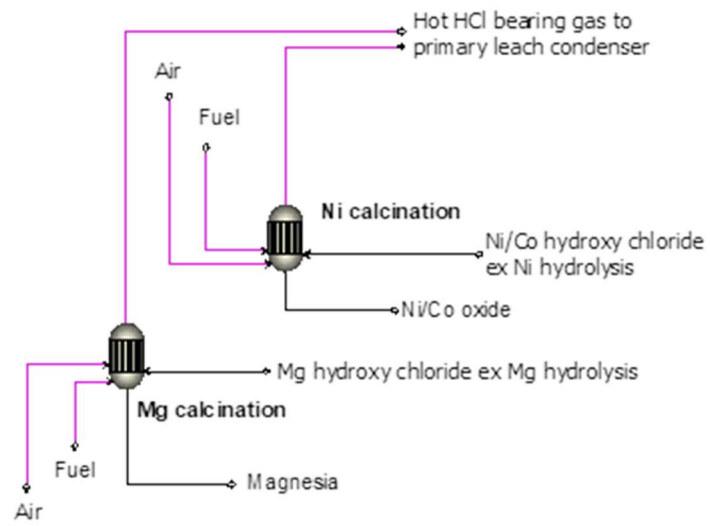 Hot HCl bearing gas to
primary leach condenser
Air
Fuel
Ni calcination
Ni/Co hydroxy chloride
ex Ni hydrolysis
Ni/Co oxide
Mg hydroxy chloride ex Mg hydrolysis
Mg calcination
Fuel
Magnesia
Air